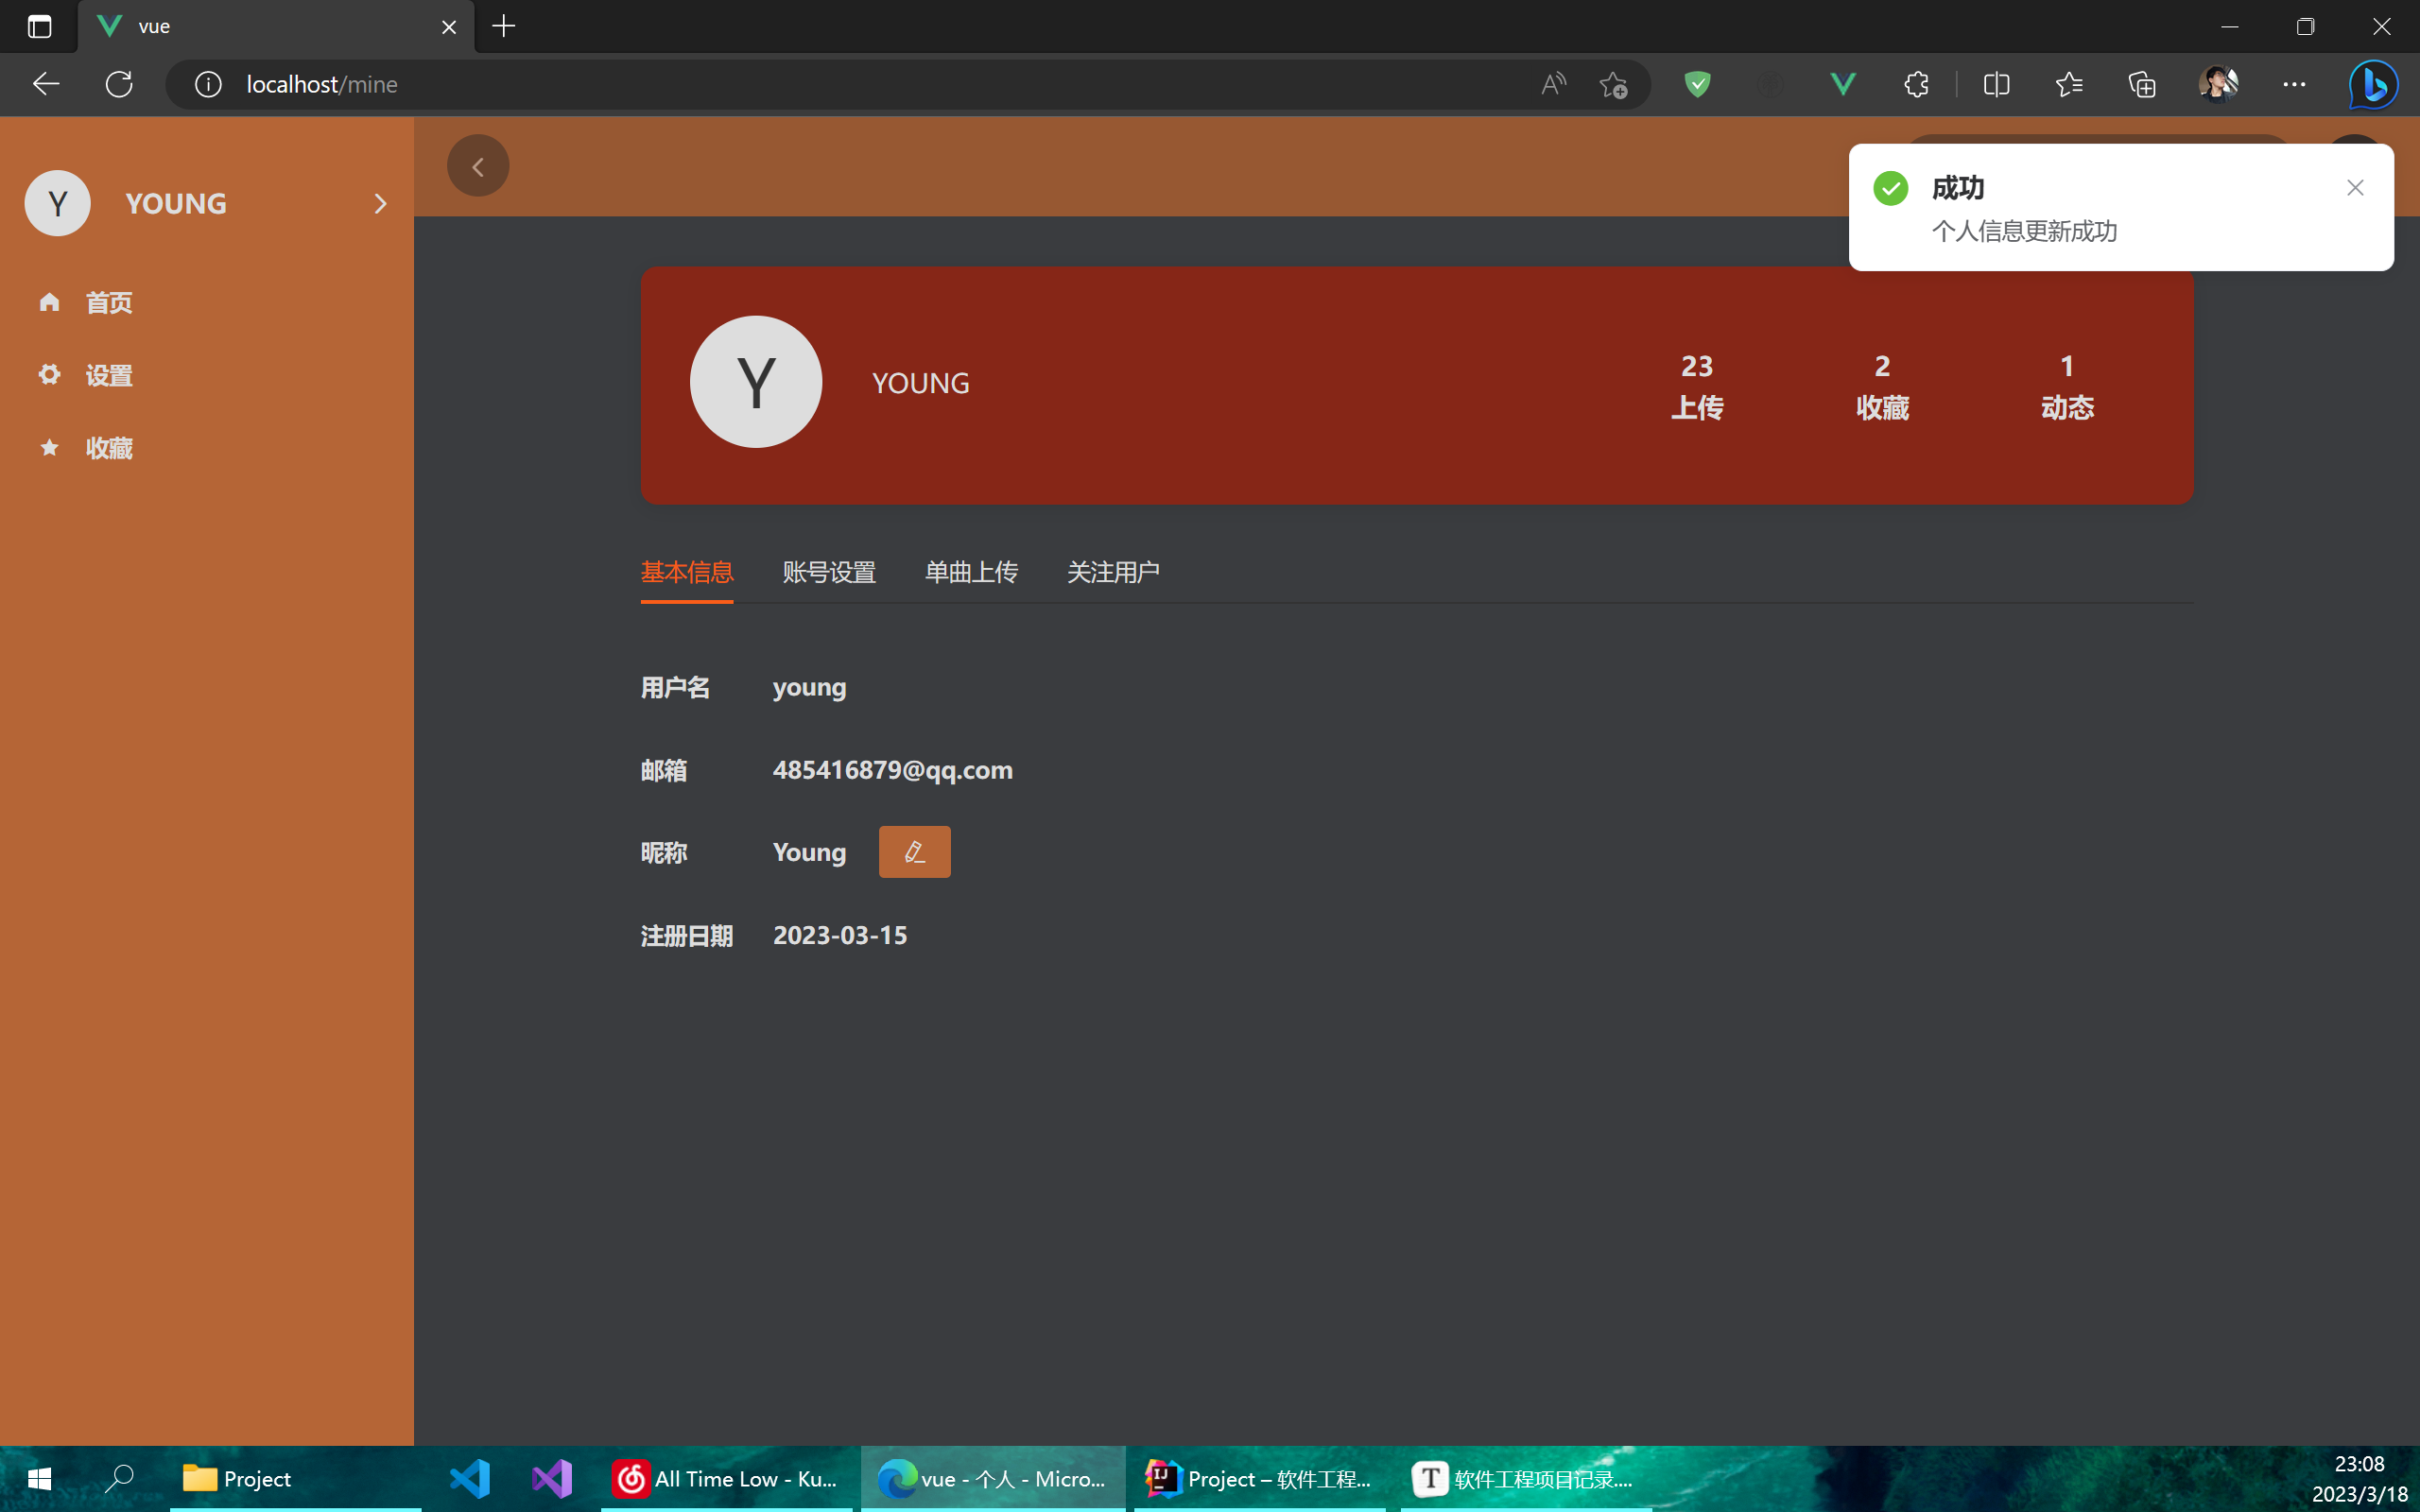 vue
localhost/mine
Y YOUNG
首页
设置
收藏
成功
个人信息更新成功
Y YOUNG
23 2 1
上传 收藏 动态
基本信息 账号设置 单曲上传 关注用户
用户名 young
邮箱 485416879@qq.com
昵称 Young
注册日期 2023-03-15
Project
All Time Low - Ku...
vue - 个人 - Micro...
Project – 软件工程...
软件工程项目记录....
23:08
2023/3/18